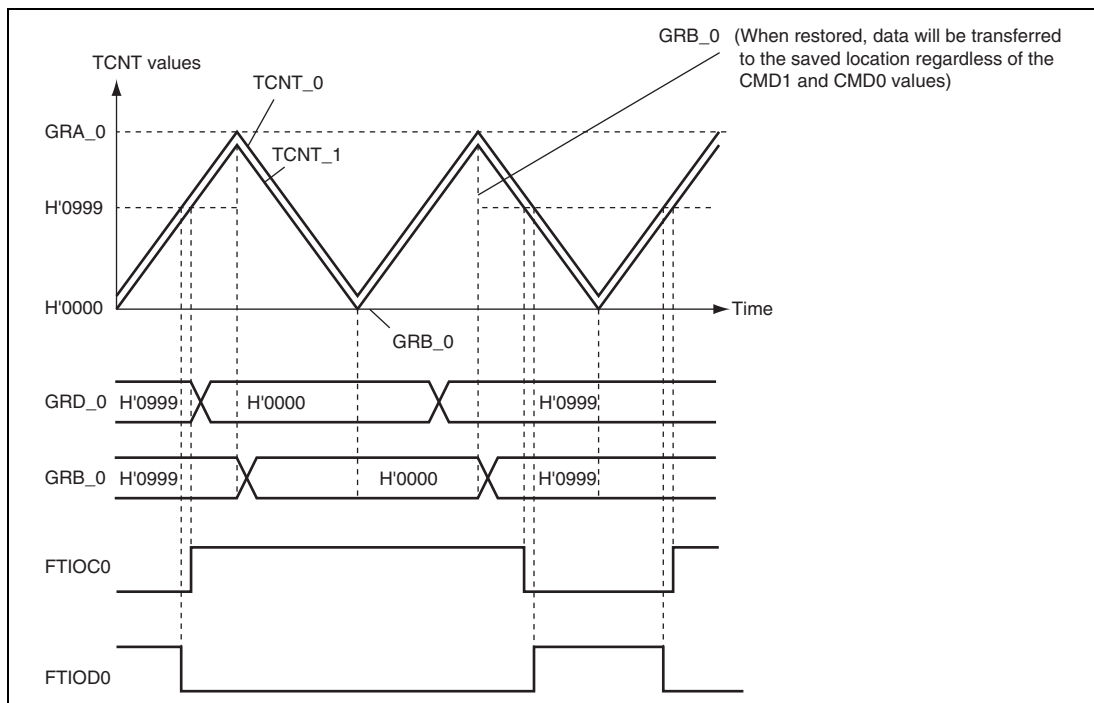 GRB_0 (When restored, data will be transferred
to the saved location regardless of the
CMD1 and CMD0 values)
TCNT values
TCNT_0
GRA_0
TCNT_1
H'0999
H'0000
Time
GRB_0
GRD_0 H'0999 H'0000 H'0999
GRB_0 H'0999 H'0000 H'0999
FTIOC0
FTIOD0